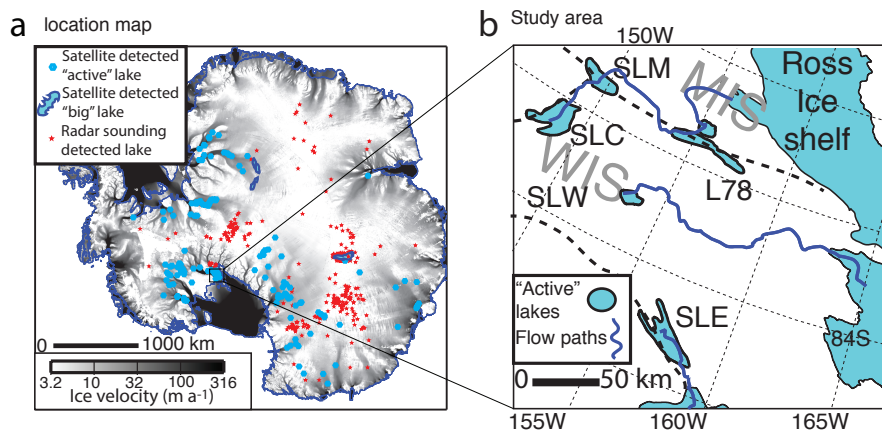 a
location map
Satellite detected
“active” lake
Satellite detected
“big” lake
Radar sounding
detected lake
0
1000 km
3.2
10
32
100
316
Ice velocity (m a⁻¹)
b
Study area
150W
SLM
MIS
Ross
Ice
shelf
SLC
WIS
SLW
L78
“Active”
lakes
Flow paths
SLE
84S
0
50 km
155W
160W
165W